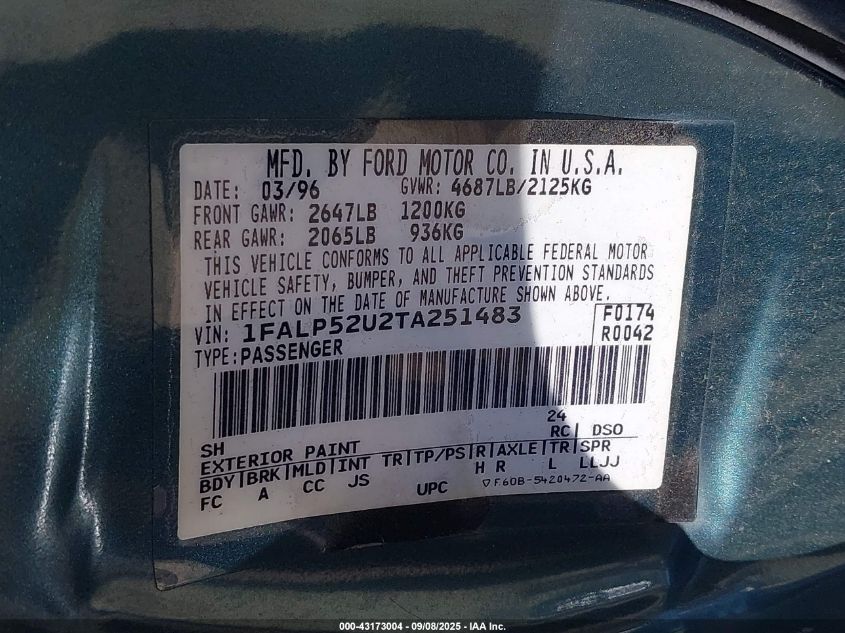 MFD. BY FORD MOTOR CO. IN U.S.A.
DATE: 03/96 GVWR: 4687LB/2125KG
FRONT GAWR: 2647LB 1200KG
REAR GAWR: 2065LB 936KG
THIS VEHICLE CONFORMS TO ALL APPLICABLE FEDERAL MOTOR
VEHICLE SAFETY, BUMPER, AND THEFT PREVENTION STANDARDS
IN EFFECT ON THE DATE OF MANUFACTURE SHOWN ABOVE.
VIN: 1FALP52U2TA251483 F0174
TYPE: PASSENGER R0042
24
SH RC DSO
EXTERIOR PAINT
BDY BRK MLD INT TR TP/PS R AXLE TR SPR
FC A CC JS UPC H R L LLJJ
F60B-5420472-AA
000-43173004 - 09/08/2025 - IAA Inc.